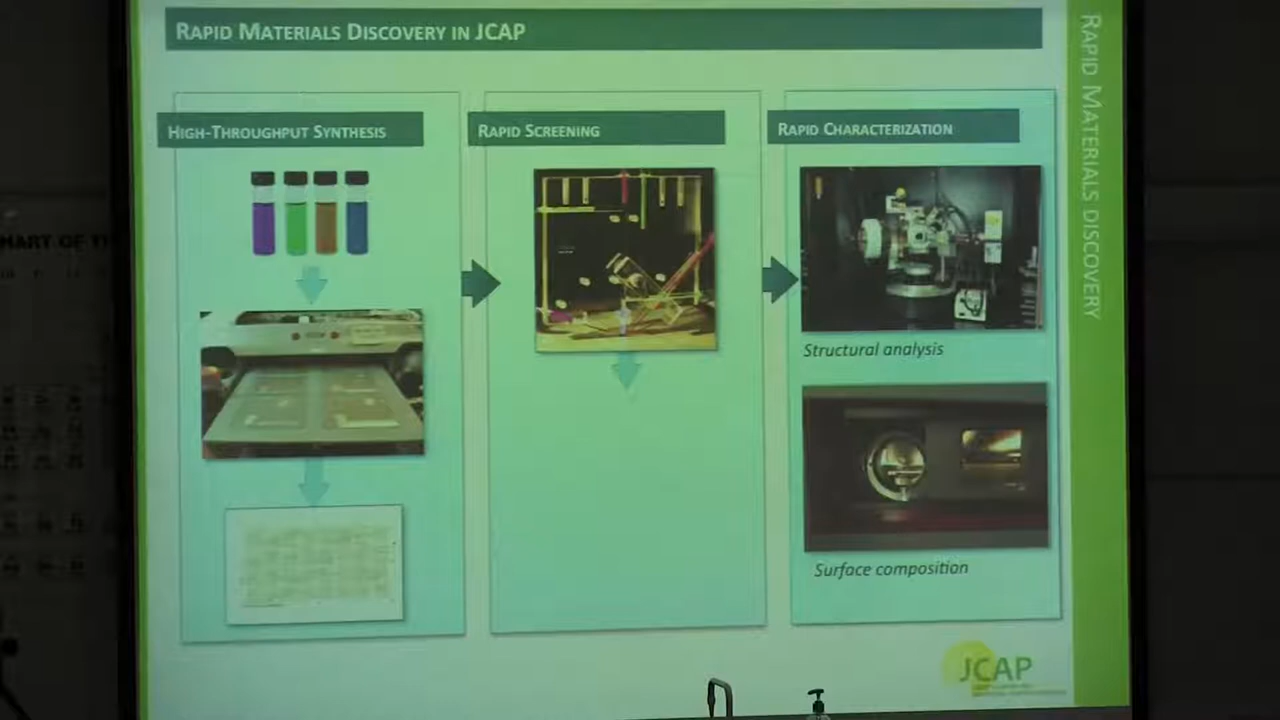 RAPID MATERIALS DISCOVERY IN JCAP
RAPID MATERIALS DISCOVERY
HIGH-THROUGHPUT SYNTHESIS
RAPID SCREENING
RAPID CHARACTERIZATION
Structural analysis
Surface composition
JCAP